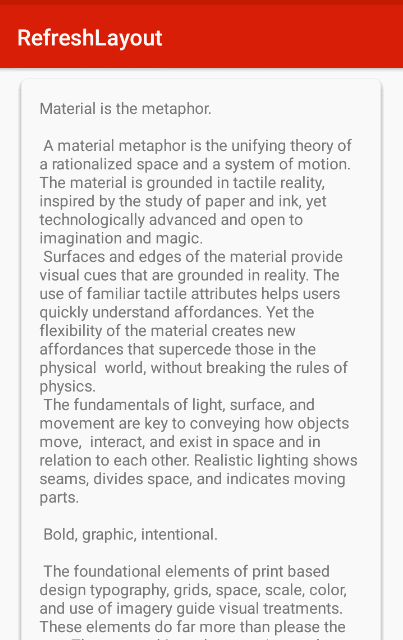 RefreshLayout
Material is the metaphor.
A material metaphor is the unifying theory of
a rationalized space and a system of motion.
The material is grounded in tactile reality,
inspired by the study of paper and ink, yet
technologically advanced and open to
imagination and magic.
Surfaces and edges of the material provide
visual cues that are grounded in reality. The
use of familiar tactile attributes helps users
quickly understand affordances. Yet the
flexibility of the material creates new
affordances that supercede those in the
physical  world, without breaking the rules of
physics.
The fundamentals of light, surface, and
movement are key to conveying how objects
move,  interact, and exist in space and in
relation to each other. Realistic lighting shows
seams, divides space, and indicates moving
parts.
Bold, graphic, intentional.
The foundational elements of print based
design typography, grids, space, scale, color,
and use of imagery guide visual treatments.
These elements do far more than please the